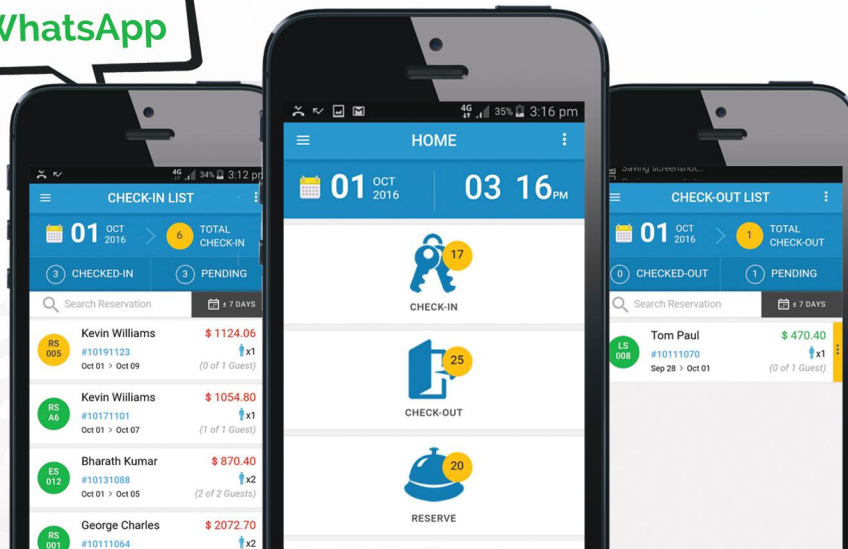 WhatsApp
34% 3:12 pm
CHECK-IN LIST
01 OCT 2016 > 6 TOTAL CHECK-IN
3 CHECKED-IN 3 PENDING
Search Reservation ± 7 DAYS
RS 005 Kevin Williams $ 1124.06
#10191123 x1
Oct 01 > Oct 09 (0 of 1 Guest)
RS A6 Kevin Williams $ 1054.80
#10171101 x1
Oct 01 > Oct 07 (1 of 1 Guest)
ES 012 Bharath Kumar $ 870.40
#10131088 x2
Oct 01 > Oct 05 (2 of 2 Guests)
RS 001 George Charles $ 2072.70
#10111064 x2
4G 35% 3:16 pm
HOME
01 OCT 2016 03 16 PM
17
CHECK-IN
25
CHECK-OUT
20
RESERVE
Saving screenshot...
CHECK-OUT LIST
01 OCT 2016 > 1 TOTAL CHECK-OUT
0 CHECKED-OUT 1 PENDING
Search Reservation ± 7 DAYS
LS 008 Tom Paul $ 470.40
#10111070 x1
Sep 28 > Oct 01 (0 of 1 Guest)